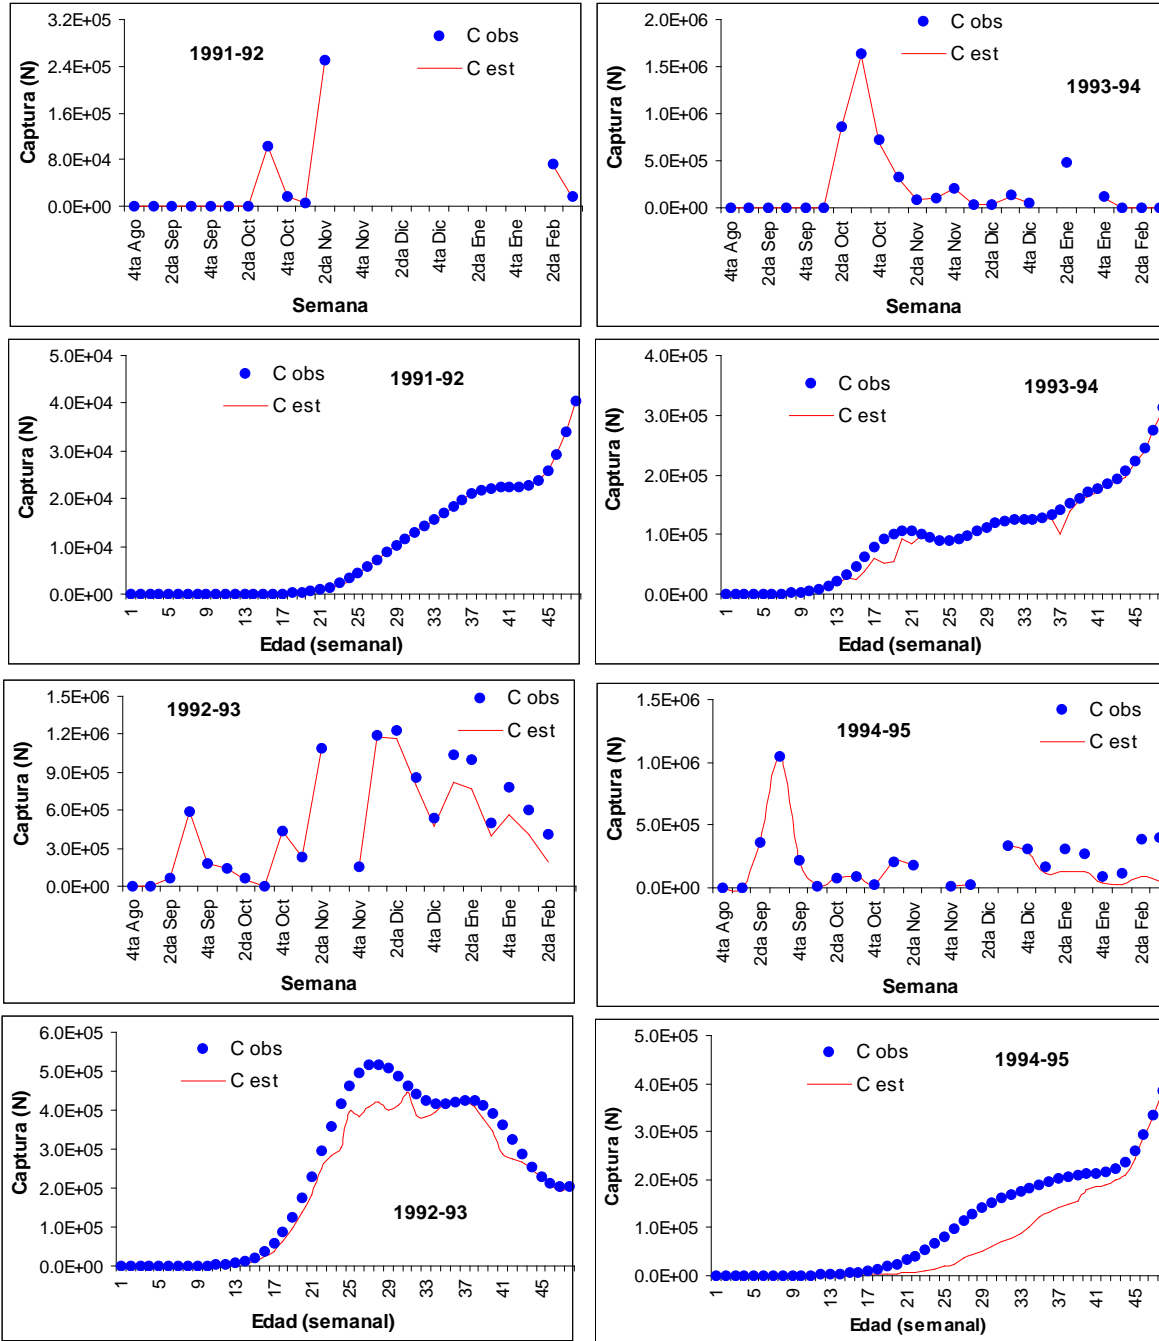 3.2E+05
2.4E+05
1.6E+05
8.0E+04
0.0E+00
Captura (N)
1991-92
C obs
C est
4ta Ago
2da Sep
4ta Sep
2da Oct
4ta Oct
2da Nov
4ta Nov
2da Dic
4ta Dic
2da Ene
4ta Ene
2da Feb
Semana
2.0E+06
1.5E+06
1.0E+06
5.0E+05
0.0E+00
Captura (N)
C obs
C est
1993-94
4ta Ago
2da Sep
4ta Sep
2da Oct
4ta Oct
2da Nov
4ta Nov
2da Dic
4ta Dic
2da Ene
4ta Ene
2da Feb
Semana
5.0E+04
4.0E+04
3.0E+04
2.0E+04
1.0E+04
0.0E+00
Captura (N)
C obs
C est
1991-92
1 5 9 13 17 21 25 29 33 37 41 45
Edad (semanal)
4.0E+05
3.0E+05
2.0E+05
1.0E+05
0.0E+00
Captura (N)
C obs
C est
1993-94
1 5 9 13 17 21 25 29 33 37 41 45
Edad (semanal)
1.5E+06
1.2E+06
9.0E+05
6.0E+05
3.0E+05
0.0E+00
Captura (N)
1992-93
C obs
C est
4ta Ago
2da Sep
4ta Sep
2da Oct
4ta Oct
2da Nov
4ta Nov
2da Dic
4ta Dic
2da Ene
4ta Ene
2da Feb
Semana
1.5E+06
1.0E+06
5.0E+05
0.0E+00
Captura (N)
1994-95
C obs
C est
4ta Ago
2da Sep
4ta Sep
2da Oct
4ta Oct
2da Nov
4ta Nov
2da Dic
4ta Dic
2da Ene
4ta Ene
2da Feb
Semana
6.0E+05
5.0E+05
4.0E+05
3.0E+05
2.0E+05
1.0E+05
0.0E+00
Captura (N)
C obs
C est
1992-93
1 5 9 13 17 21 25 29 33 37 41 45
Edad (semanal)
5.0E+05
4.0E+05
3.0E+05
2.0E+05
1.0E+05
0.0E+00
Captura (N)
C obs
C est
1994-95
1 5 9 13 17 21 25 29 33 37 41 45
Edad (semanal)